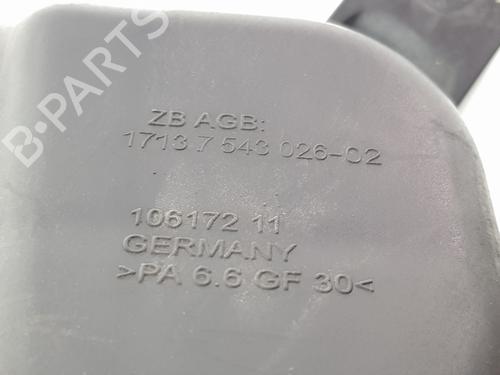 ZB AGB:
1713 7 543 026-02
106172 11
GERMANY
>PA 6.6 GF 30<
B-PARTS